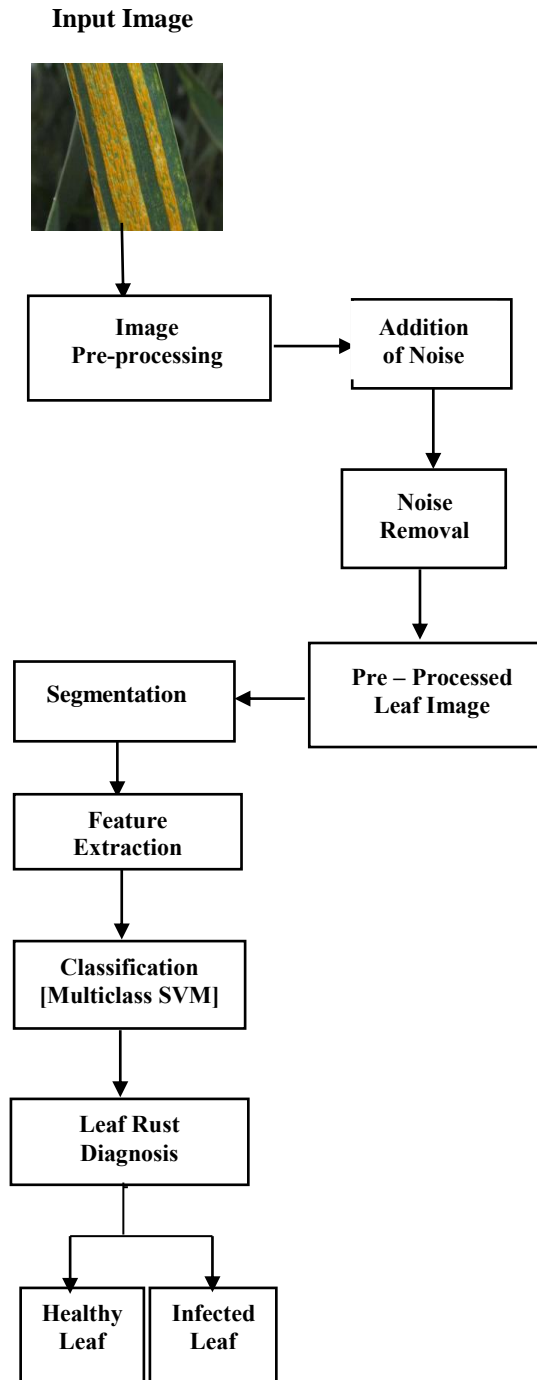 Input Image
Image
Pre-processing
Addition
of Noise
Noise
Removal
Pre – Processed
Leaf Image
Segmentation
Feature
Extraction
Classification
[Multiclass SVM]
Leaf Rust
Diagnosis
Healthy
Leaf
Infected
Leaf